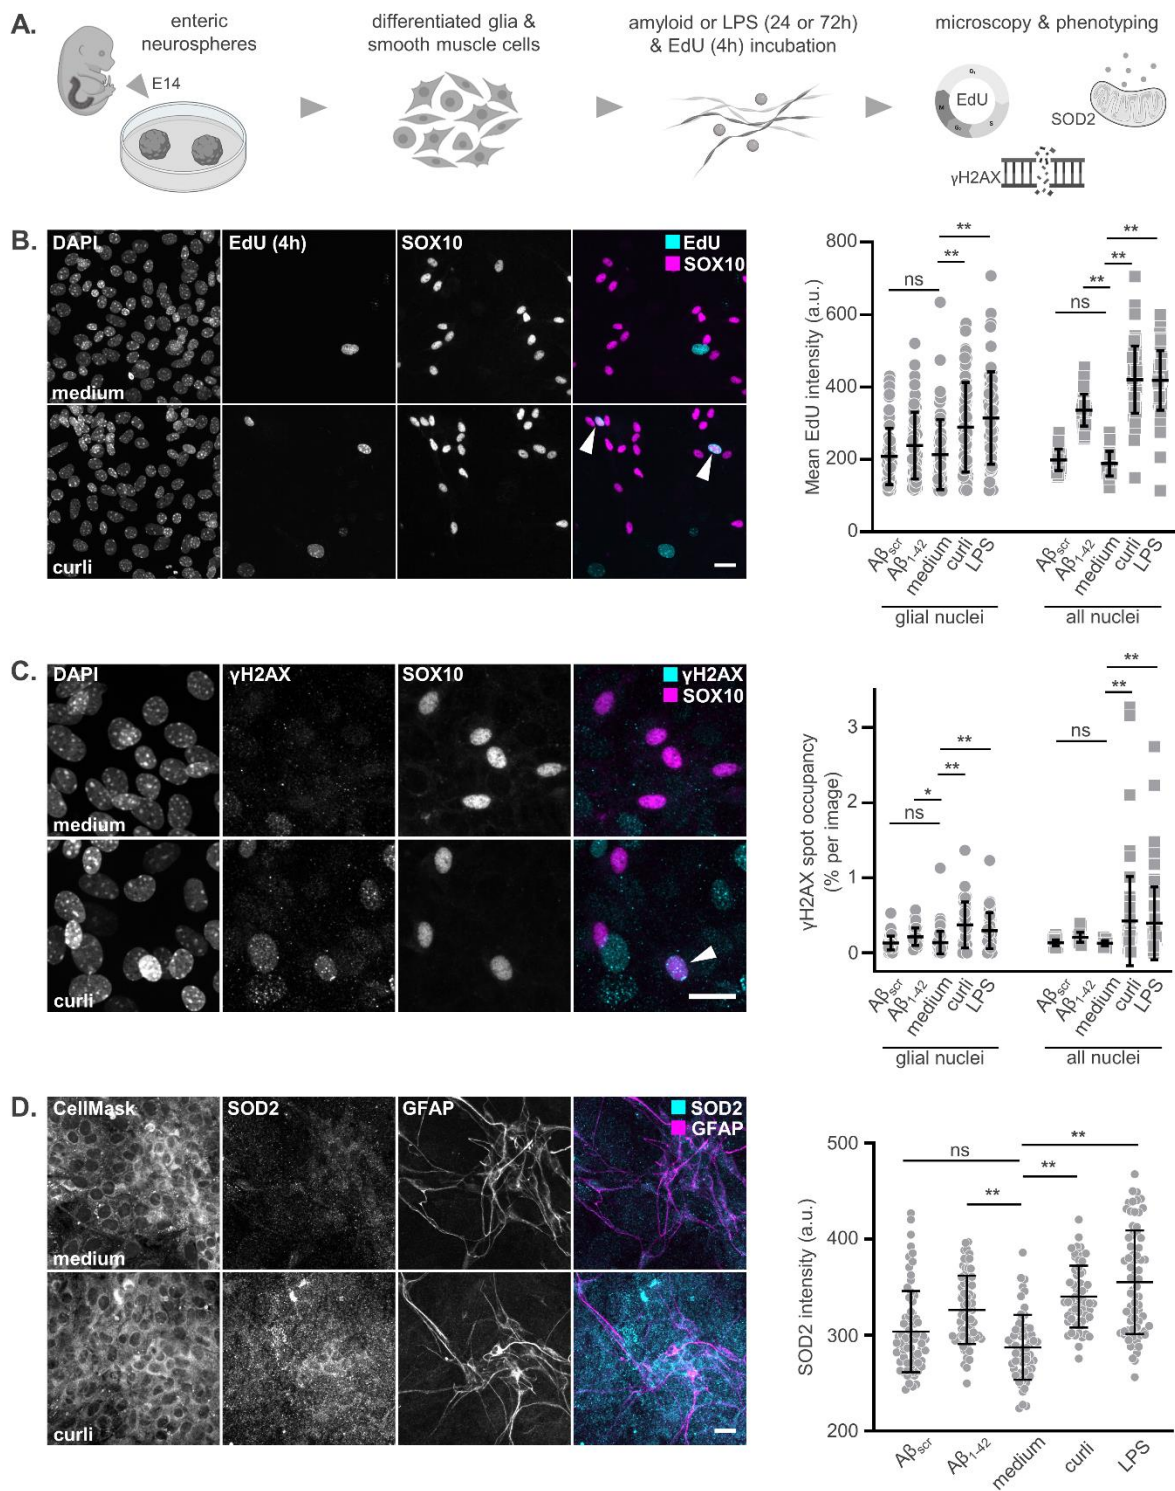 A.
enteric
neurospheres
E14
differentiated glia &
smooth muscle cells
amyloid or LPS (24 or 72h)
& EdU (4h) incubation
microscopy & phenotyping
G₁
M
EdU
G₂
S
SOD2
γH2AX
B.
DAPI
EdU (4h)
SOX10
EdU
SOX10
medium
curli
Mean EdU intensity (a.u.)
800
600
400
200
0
ns
**
**
ns
**
**
**
Aβscr
Aβ1-42
medium
curli
LPS
glial nuclei
Aβscr
Aβ1-42
medium
curli
LPS
all nuclei
C.
DAPI
γH2AX
SOX10
γH2AX
SOX10
medium
curli
γH2AX spot occupancy
(% per image)
3
2
1
0
ns
*
**
**
ns
**
**
Aβscr
Aβ1-42
medium
curli
LPS
glial nuclei
Aβscr
Aβ1-42
medium
curli
LPS
all nuclei
D.
CellMask
SOD2
GFAP
SOD2
GFAP
medium
curli
SOD2 intensity (a.u.)
500
400
300
200
ns
**
**
**
Aβscr
Aβ1-42
medium
curli
LPS